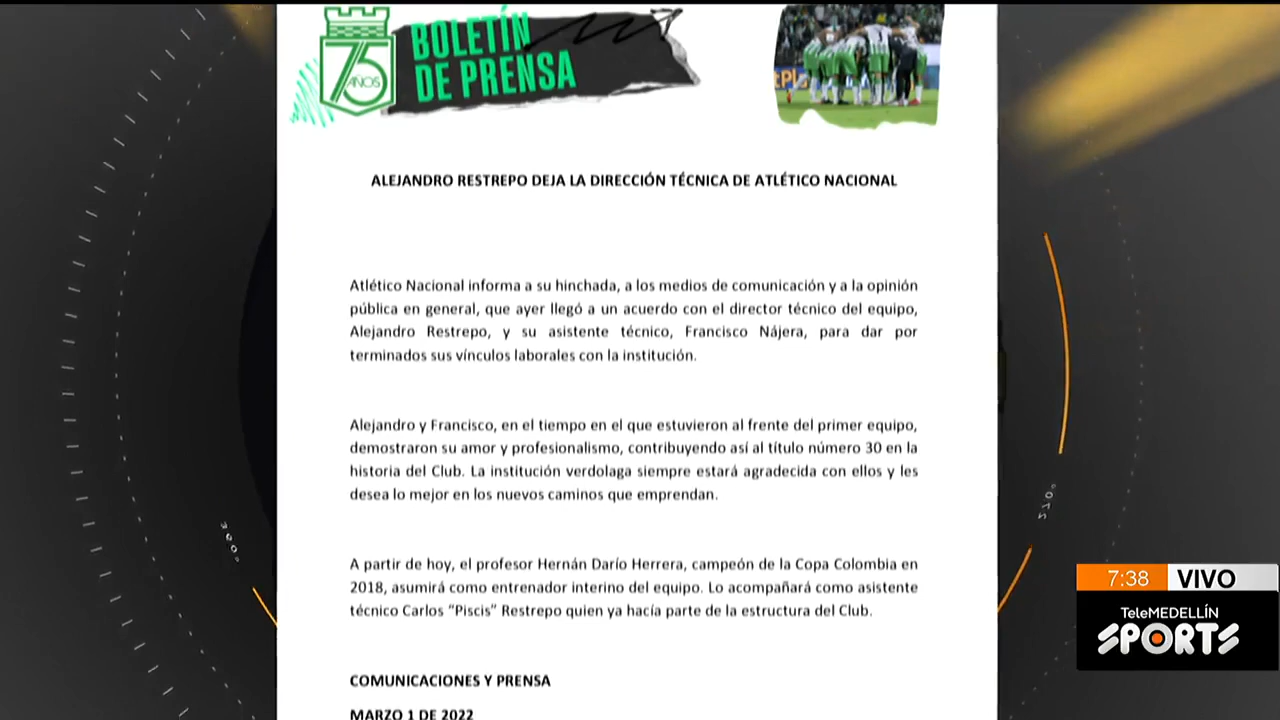 75
AÑOS
BOLETÍN
DE PRENSA
ALEJANDRO RESTREPO DEJA LA DIRECCIÓN TÉCNICA DE ATLÉTICO NACIONAL
Atlético Nacional informa a su hinchada, a los medios de comunicación y a la opinión
pública en general, que ayer llegó a un acuerdo con el director técnico del equipo,
Alejandro Restrepo, y su asistente técnico, Francisco Nájera, para dar por
terminados sus vínculos laborales con la institución.
Alejandro y Francisco, en el tiempo en el que estuvieron al frente del primer equipo,
demostraron su amor y profesionalismo, contribuyendo así al título número 30 en la
historia del Club. La institución verdolaga siempre estará agradecida con ellos y les
desea lo mejor en los nuevos caminos que emprendan.
A partir de hoy, el profesor Hernán Darío Herrera, campeón de la Copa Colombia en
2018, asumirá como entrenador interino del equipo. Lo acompañará como asistente
técnico Carlos "Piscis" Restrepo quien ya hacía parte de la estructura del Club.
COMUNICACIONES Y PRENSA
MARZO 1 DE 2022
300°
270°
7:38 VIVO
TeleMEDELLÍN
SPORTS